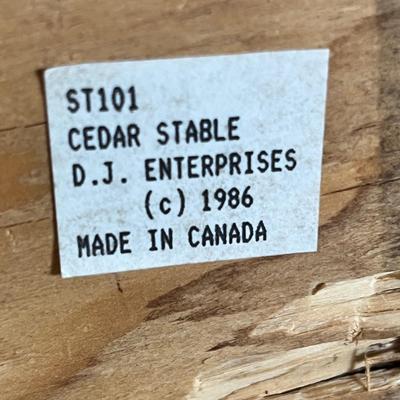 ST101
CEDAR STABLE
D.J. ENTERPRISES
(c) 1986
MADE IN CANADA